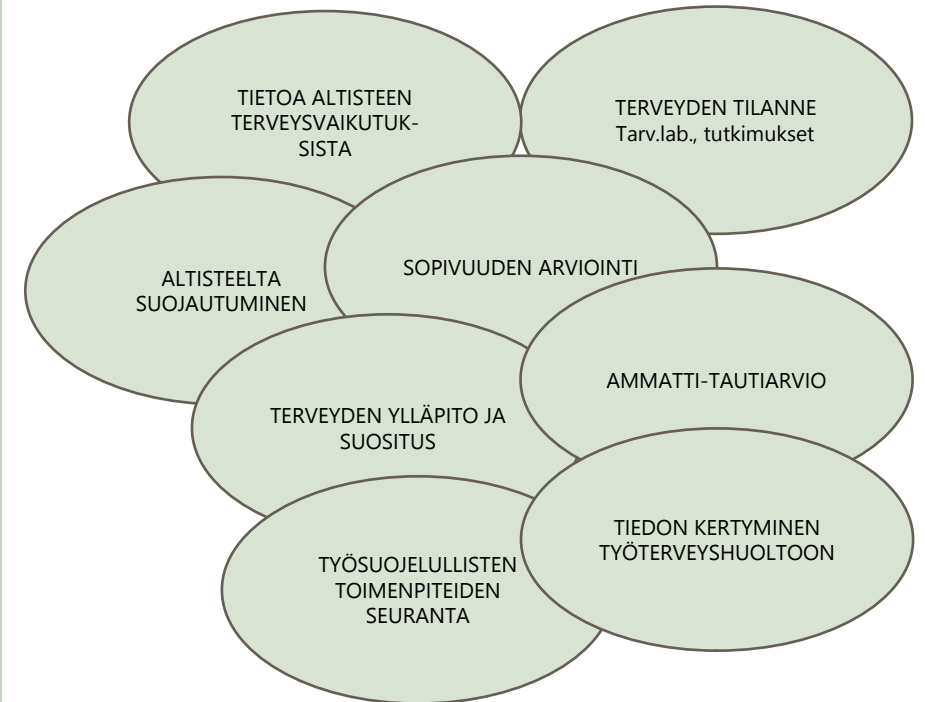 TIETOA ALTISTEEN
TERVEYSVAIKUTUK-
SISTA
TERVEYDEN TILANNE
Tarv.lab., tutkimukset
ALTISTEELTA
SUOJAUTUMINEN
SOPIVUUDEN ARVIOINTI
TERVEYDEN YLLÄPITO JA
SUOSITUS
AMMATTI-TAUTIARVIO
TYÖSUOJELULLISTEN
TOIMENPITEIDEN
SEURANTA
TIEDON KERTYMINEN
TYÖTERVEYSHUOLTOON